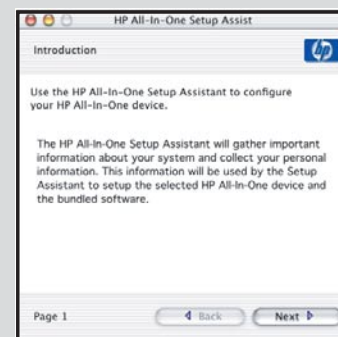 HP All-In-One Setup Assist
Introduction
hp
Use the HP All-In-One Setup Assistant to configure
your HP All-In-One device.
The HP All-In-One Setup Assistant will gather important
information about your system and collect your personal
information. This information will be used by the Setup
Assistant to setup the selected HP All-In-One device and
the bundled software.
Page 1
Back
Next